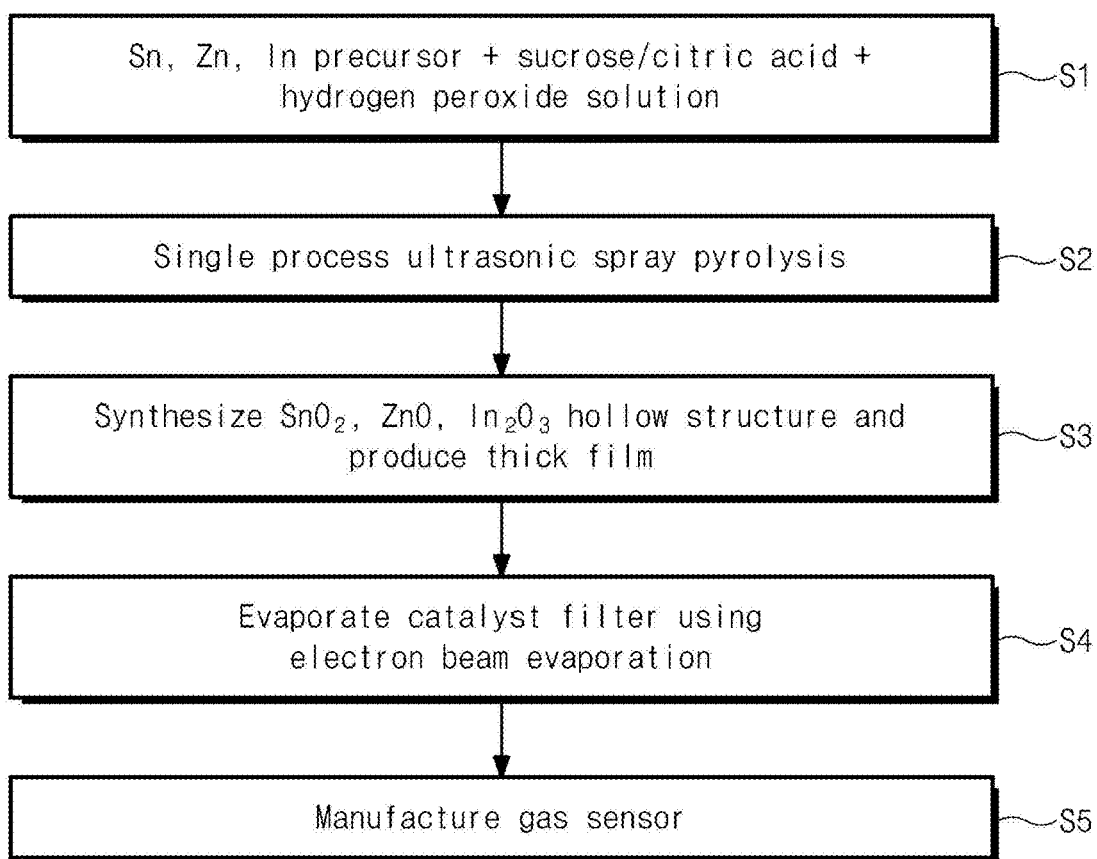 Sn, Zn, In precursor + sucrose/citric acid +
hydrogen peroxide solution
S1
Single process ultrasonic spray pyrolysis
S2
Synthesize SnO₂, ZnO, In₂O₃ hollow structure and
produce thick film
S3
Evaporate catalyst filter using
electron beam evaporation
S4
Manufacture gas sensor
S5